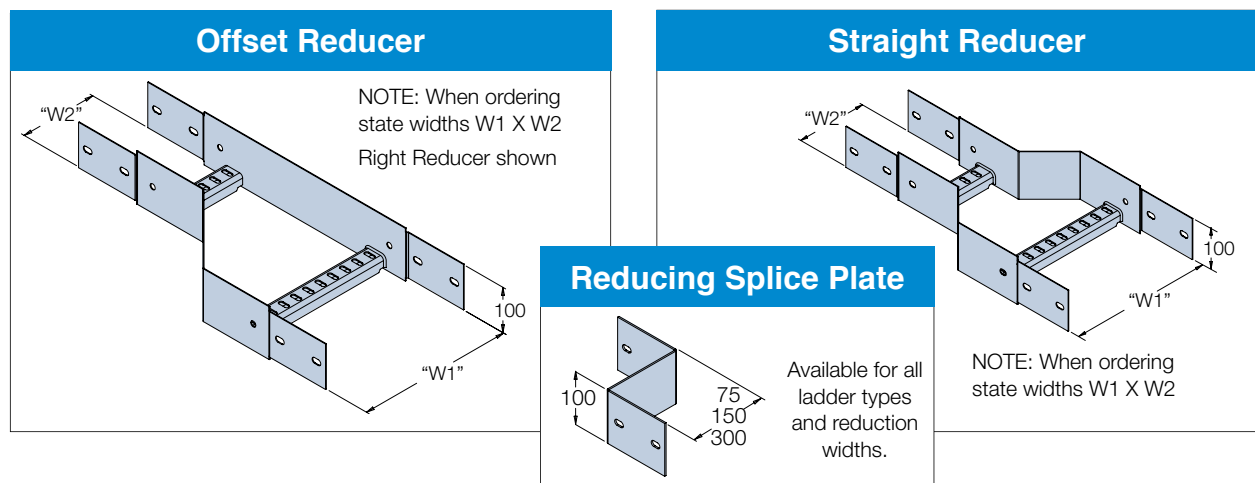 Offset Reducer
"W2"
NOTE: When ordering
state widths W1 X W2
Right Reducer shown
100
"W1"
Straight Reducer
"W2"
100
"W1"
NOTE: When ordering
state widths W1 X W2
Reducing Splice Plate
100
75
150
300
Available for all
ladder types
and reduction
widths.